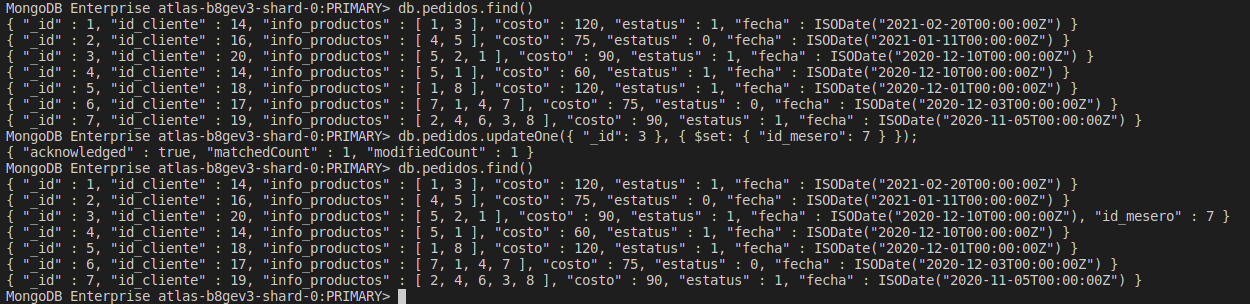 MongoDB Enterprise atlas-b8gev3-shard-0:PRIMARY> db.pedidos.find()
{ "_id" : 1, "id_cliente" : 14, "info_productos" : [ 1, 3 ], "costo" : 120, "estatus" : 1, "fecha" : ISODate("2021-02-20T00:00:00Z") }
{ "_id" : 2, "id_cliente" : 16, "info_productos" : [ 4, 5 ], "costo" : 75, "estatus" : 0, "fecha" : ISODate("2021-01-11T00:00:00Z") }
{ "_id" : 3, "id_cliente" : 20, "info_productos" : [ 5, 2, 1 ], "costo" : 90, "estatus" : 1, "fecha" : ISODate("2020-12-10T00:00:00Z") }
{ "_id" : 4, "id_cliente" : 14, "info_productos" : [ 5, 1 ], "costo" : 60, "estatus" : 1, "fecha" : ISODate("2020-12-10T00:00:00Z") }
{ "_id" : 5, "id_cliente" : 18, "info_productos" : [ 1, 8 ], "costo" : 120, "estatus" : 1, "fecha" : ISODate("2020-12-01T00:00:00Z") }
{ "_id" : 6, "id_cliente" : 17, "info_productos" : [ 7, 1, 4, 7 ], "costo" : 75, "estatus" : 0, "fecha" : ISODate("2020-12-03T00:00:00Z") }
{ "_id" : 7, "id_cliente" : 19, "info_productos" : [ 2, 4, 6, 3, 8 ], "costo" : 90, "estatus" : 1, "fecha" : ISODate("2020-11-05T00:00:00Z") }
MongoDB Enterprise atlas-b8gev3-shard-0:PRIMARY> db.pedidos.updateOne({ "_id": 3 }, { $set: { "id_mesero": 7 } });
{ "acknowledged" : true, "matchedCount" : 1, "modifiedCount" : 1 }
MongoDB Enterprise atlas-b8gev3-shard-0:PRIMARY> db.pedidos.find()
{ "_id" : 1, "id_cliente" : 14, "info_productos" : [ 1, 3 ], "costo" : 120, "estatus" : 1, "fecha" : ISODate("2021-02-20T00:00:00Z") }
{ "_id" : 2, "id_cliente" : 16, "info_productos" : [ 4, 5 ], "costo" : 75, "estatus" : 0, "fecha" : ISODate("2021-01-11T00:00:00Z") }
{ "_id" : 3, "id_cliente" : 20, "info_productos" : [ 5, 2, 1 ], "costo" : 90, "estatus" : 1, "fecha" : ISODate("2020-12-10T00:00:00Z"), "id_mesero" : 7 }
{ "_id" : 4, "id_cliente" : 14, "info_productos" : [ 5, 1 ], "costo" : 60, "estatus" : 1, "fecha" : ISODate("2020-12-10T00:00:00Z") }
{ "_id" : 5, "id_cliente" : 18, "info_productos" : [ 1, 8 ], "costo" : 120, "estatus" : 1, "fecha" : ISODate("2020-12-01T00:00:00Z") }
{ "_id" : 6, "id_cliente" : 17, "info_productos" : [ 7, 1, 4, 7 ], "costo" : 75, "estatus" : 0, "fecha" : ISODate("2020-12-03T00:00:00Z") }
{ "_id" : 7, "id_cliente" : 19, "info_productos" : [ 2, 4, 6, 3, 8 ], "costo" : 90, "estatus" : 1, "fecha" : ISODate("2020-11-05T00:00:00Z") }
MongoDB Enterprise atlas-b8gev3-shard-0:PRIMARY>